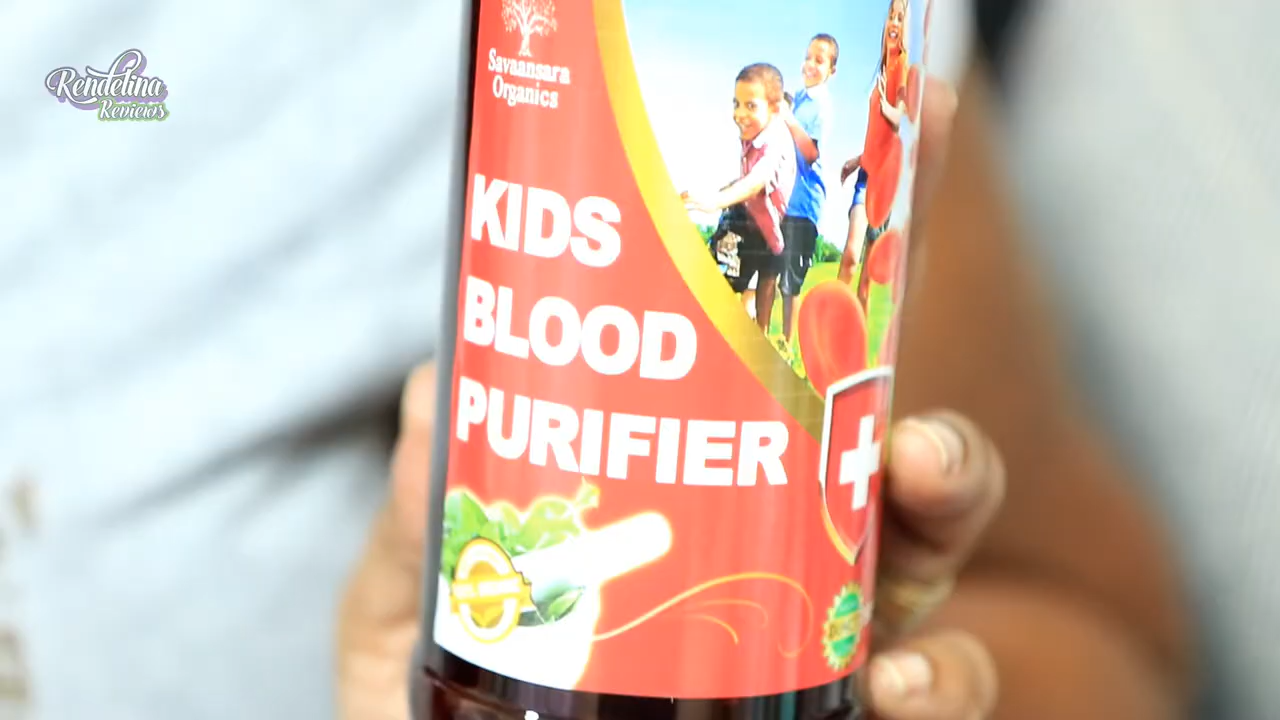 Rendelina
Reviews
Savaansara
Organics
KIDS
BLOOD
PURIFIER